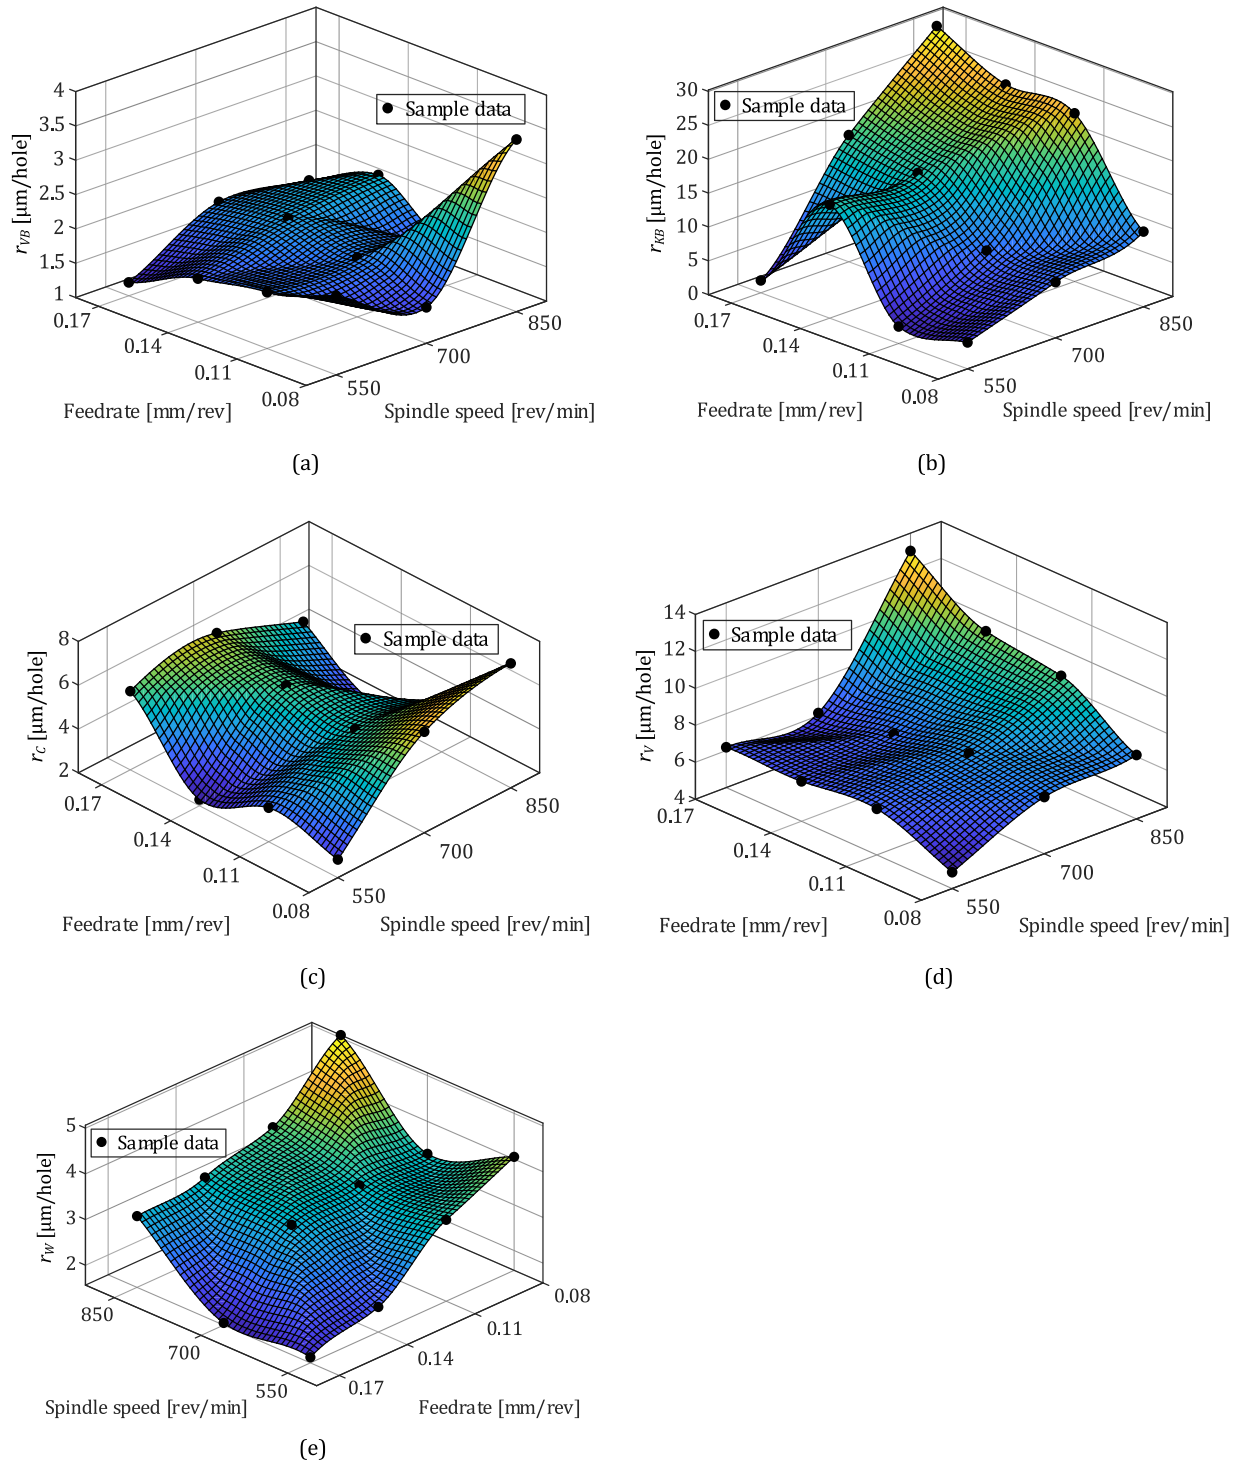 4
3.5
3
2.5
2
1.5
1
r_VB [μm/hole]
Sample data
0.17
0.14
0.11
0.08
550
700
850
Feedrate [mm/rev]
Spindle speed [rev/min]
(a)
30
25
20
15
10
5
0
r_KB [μm/hole]
Sample data
0.17
0.14
0.11
0.08
550
700
850
Feedrate [mm/rev]
Spindle speed [rev/min]
(b)
8
6
4
2
r_C [μm/hole]
Sample data
0.17
0.14
0.11
0.08
550
700
850
Feedrate [mm/rev]
Spindle speed [rev/min]
(c)
14
12
10
8
6
4
r_V [μm/hole]
Sample data
0.17
0.14
0.11
0.08
550
700
850
Feedrate [mm/rev]
Spindle speed [rev/min]
(d)
5
4
3
2
r_W [μm/hole]
Sample data
850
700
550
0.17
0.14
0.11
0.08
Spindle speed [rev/min]
Feedrate [mm/rev]
(e)